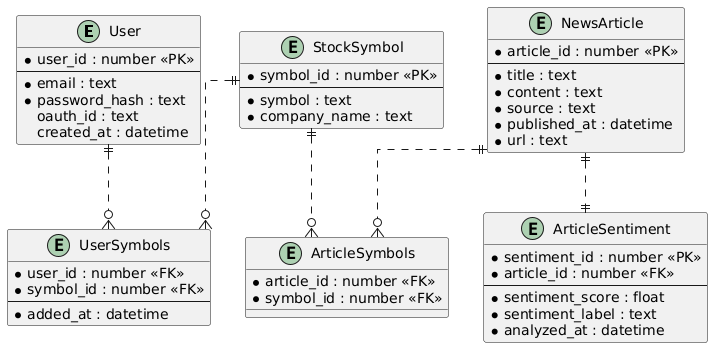 E User
* user_id : number «PK»
* email : text
* password_hash : text
oauth_id : text
created_at : datetime
E StockSymbol
* symbol_id : number «PK»
* symbol : text
* company_name : text
E NewsArticle
* article_id : number «PK»
* title : text
* content : text
* source : text
* published_at : datetime
* url : text
E UserSymbols
* user_id : number «FK»
* symbol_id : number «FK»
* added_at : datetime
E ArticleSymbols
* article_id : number «FK»
* symbol_id : number «FK»
E ArticleSentiment
* sentiment_id : number «PK»
* article_id : number «FK»
* sentiment_score : float
* sentiment_label : text
* analyzed_at : datetime